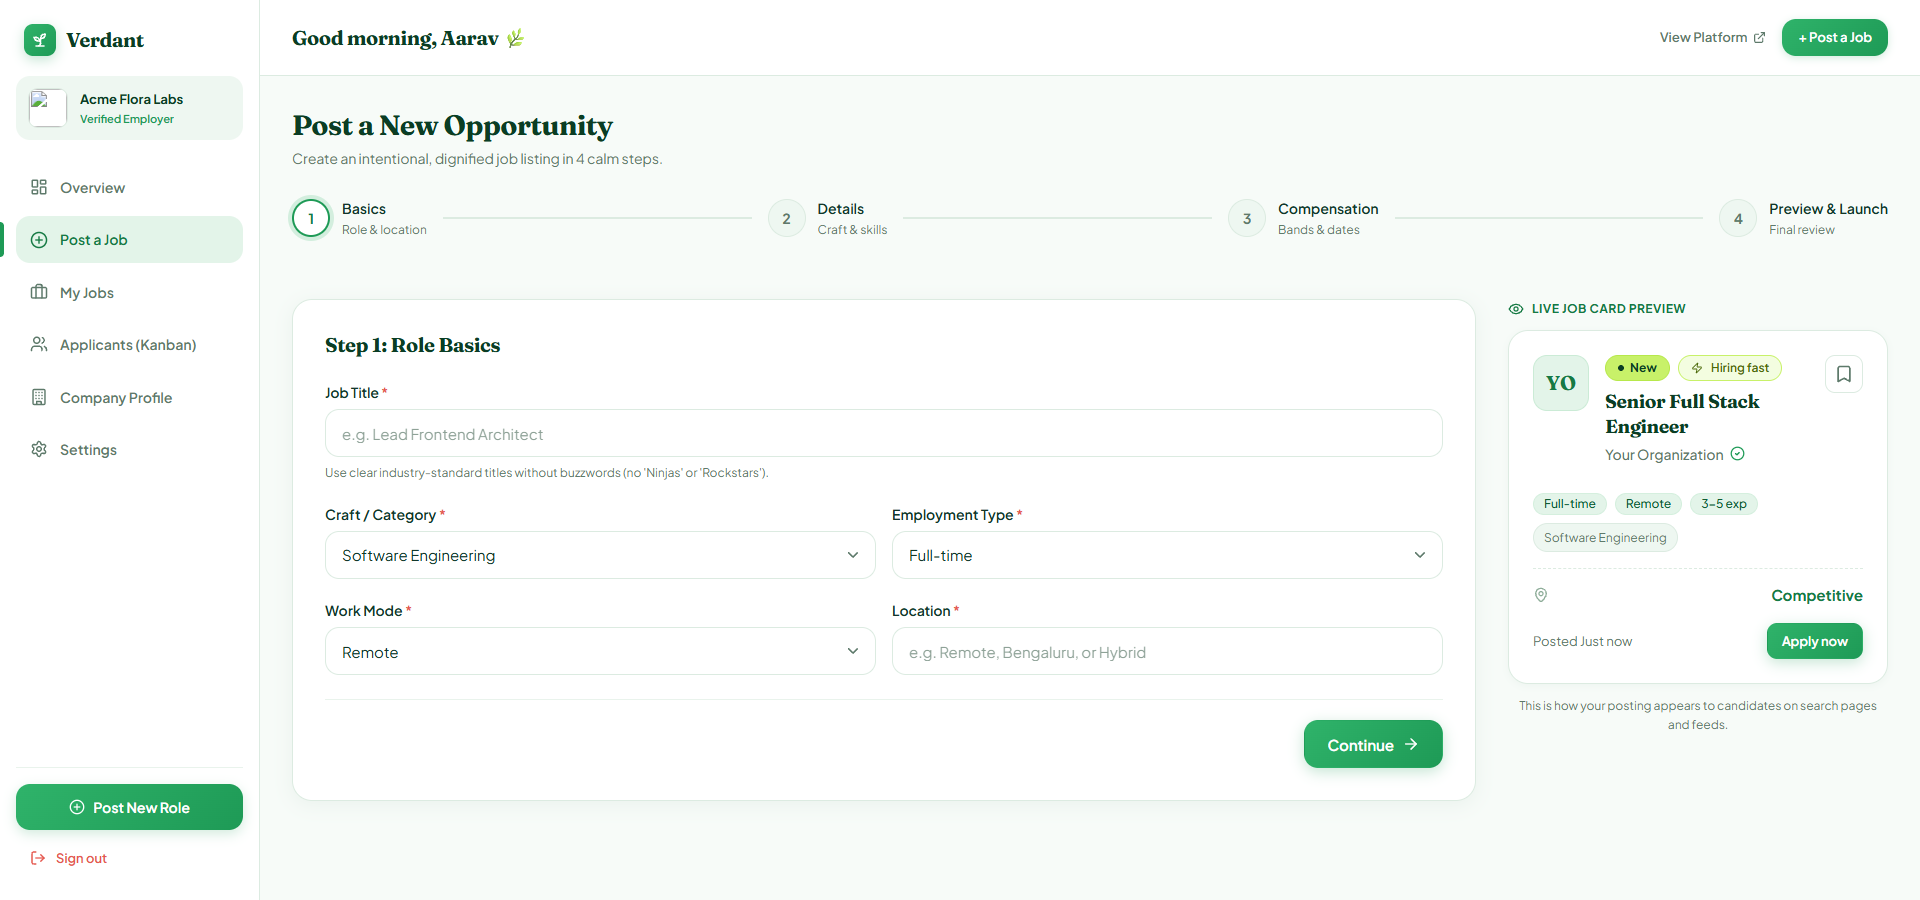 Verdant
Acme Flora Labs
Verified Employer
Overview
Post a Job
My Jobs
Applicants (Kanban)
Company Profile
Settings
Post New Role
Sign out
Good morning, Aarav 🌿
View Platform
+ Post a Job
Post a New Opportunity
Create an intentional, dignified job listing in 4 calm steps.
1
Basics
Role & location
2
Details
Craft & skills
3
Compensation
Bands & dates
4
Preview & Launch
Final review
Step 1: Role Basics
Job Title *
e.g. Lead Frontend Architect
Use clear industry-standard titles without buzzwords (no 'Ninjas' or 'Rockstars').
Craft / Category *
Software Engineering
Employment Type *
Full-time
Work Mode *
Remote
Location *
e.g. Remote, Bengaluru, or Hybrid
Continue
LIVE JOB CARD PREVIEW
YO
New
Hiring fast
Senior Full Stack
Engineer
Your Organization
Full-time
Remote
3–5 exp
Software Engineering
Competitive
Posted Just now
Apply now
This is how your posting appears to candidates on search pages
and feeds.